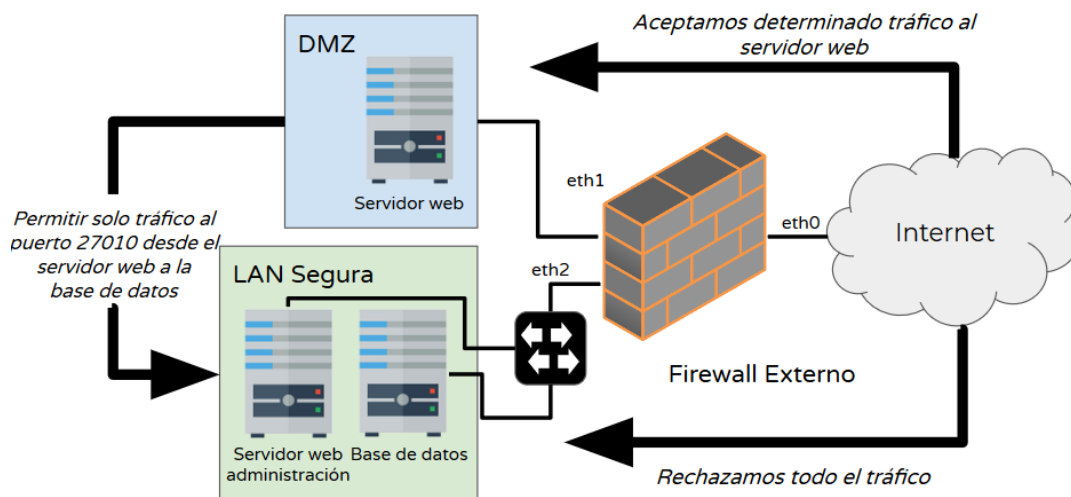 Aceptamos determinado tráfico al
servidor web
DMZ
Servidor web
eth1
eth0
Internet
Permitir solo tráfico al
puerto 27010 desde el
servidor web a la
base de datos
LAN Segura
eth2
Firewall Externo
Servidor web
administración
Base de datos
Rechazamos todo el tráfico